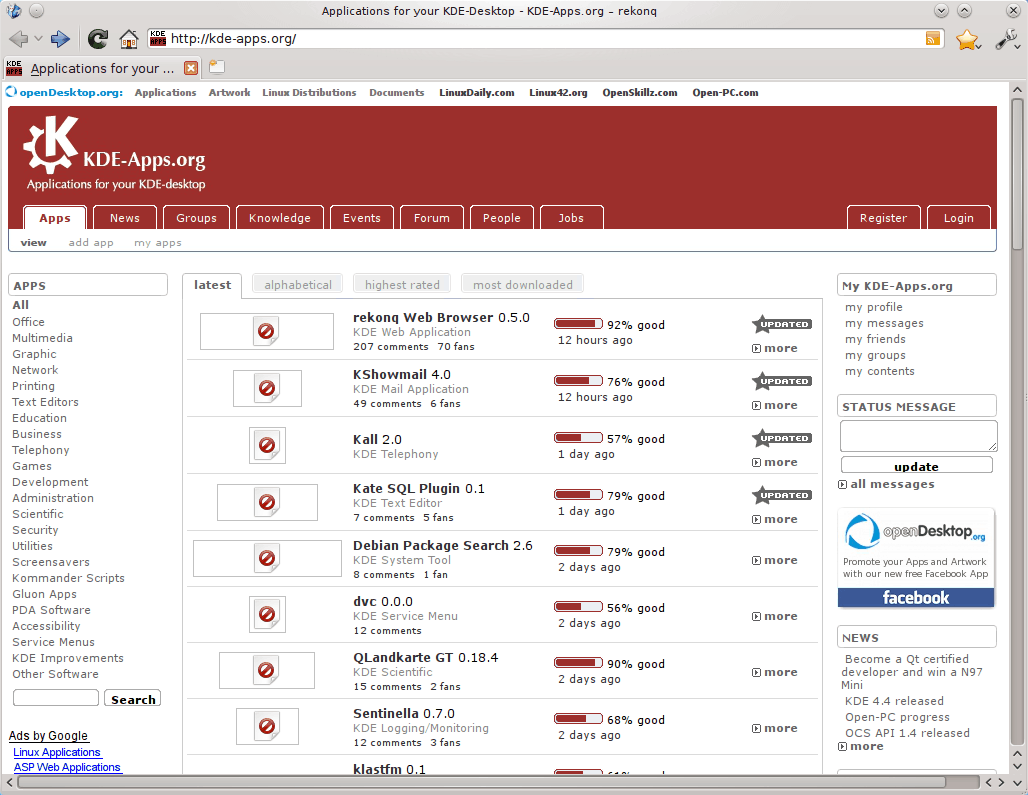 Applications for your KDE-Desktop - KDE-Apps.org – rekonq
KDE APPS http://kde-apps.org/
KDE APPS Applications for your ...
openDesktop.org: Applications Artwork Linux Distributions Documents LinuxDaily.com Linux42.org OpenSkillz.com Open-PC.com
K KDE-Apps.org
Applications for your KDE-desktop
Apps News Groups Knowledge Events Forum People Jobs Register Login
view add app my apps
APPS
All
Office
Multimedia
Graphic
Network
Printing
Text Editors
Education
Business
Telephony
Games
Development
Administration
Scientific
Security
Utilities
Screensavers
Kommander Scripts
Gluon Apps
PDA Software
Accessibility
Service Menus
KDE Improvements
Other Software
Search
Ads by Google
Linux Applications
ASP Web Applications
latest alphabetical highest rated most downloaded
rekonq Web Browser 0.5.0
KDE Web Application
207 comments 70 fans
92% good
12 hours ago
UPDATED
more
KShowmail 4.0
KDE Mail Application
49 comments 6 fans
76% good
12 hours ago
UPDATED
more
Kall 2.0
KDE Telephony
57% good
1 day ago
UPDATED
more
Kate SQL Plugin 0.1
KDE Text Editor
7 comments 5 fans
79% good
1 day ago
UPDATED
more
Debian Package Search 2.6
KDE System Tool
8 comments 1 fan
79% good
2 days ago
more
dvc 0.0.0
KDE Service Menu
12 comments
56% good
2 days ago
more
QLandkarte GT 0.18.4
KDE Scientific
15 comments 2 fans
90% good
2 days ago
more
Sentinella 0.7.0
KDE Logging/Monitoring
12 comments 3 fans
68% good
2 days ago
more
klastfm 0.1
My KDE-Apps.org
my profile
my messages
my friends
my groups
my contents
STATUS MESSAGE
update
all messages
openDesktop.org
Promote your Apps and Artwork
with our new free Facebook App
facebook
NEWS
Become a Qt certified
developer and win a N97
Mini
KDE 4.4 released
Open-PC progress
OCS API 1.4 released
more